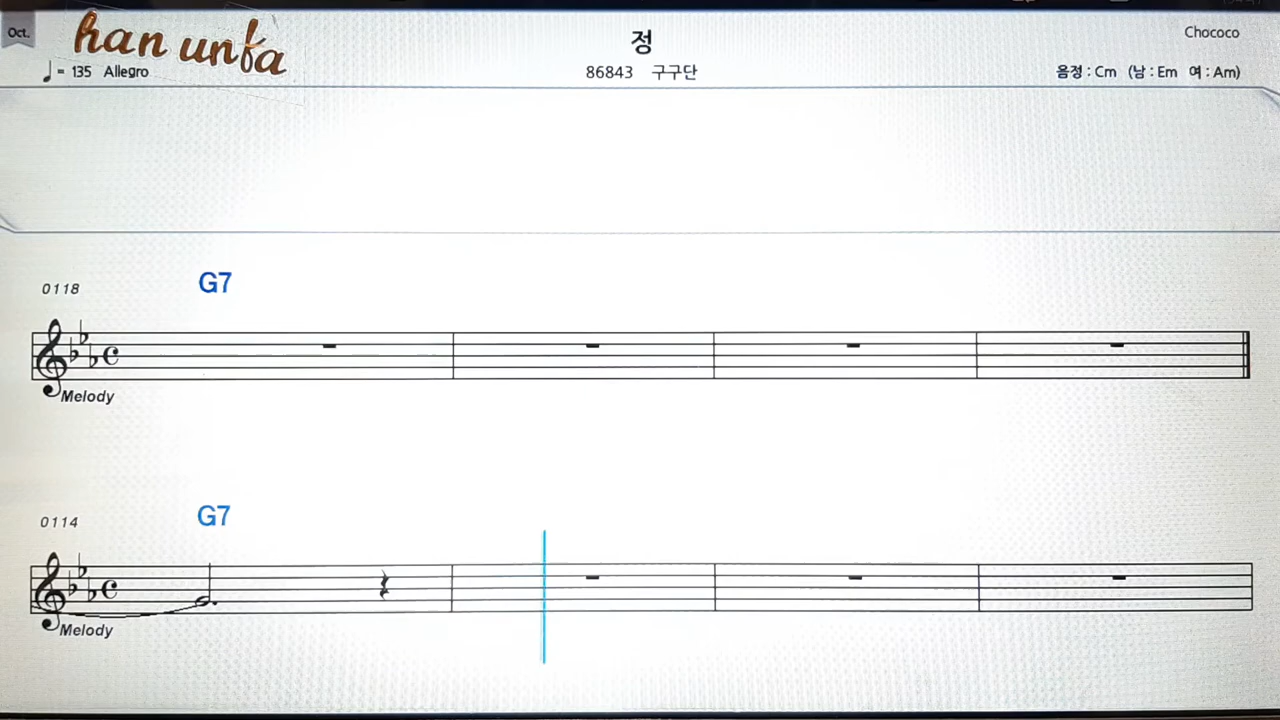 Oct.
han unfa
정
Chococo
♩= 135 Allegro
86843 구구단
음정 : Cm (남 : Em 여 : Am)
0118
G7
Melody
0114
G7
Melody